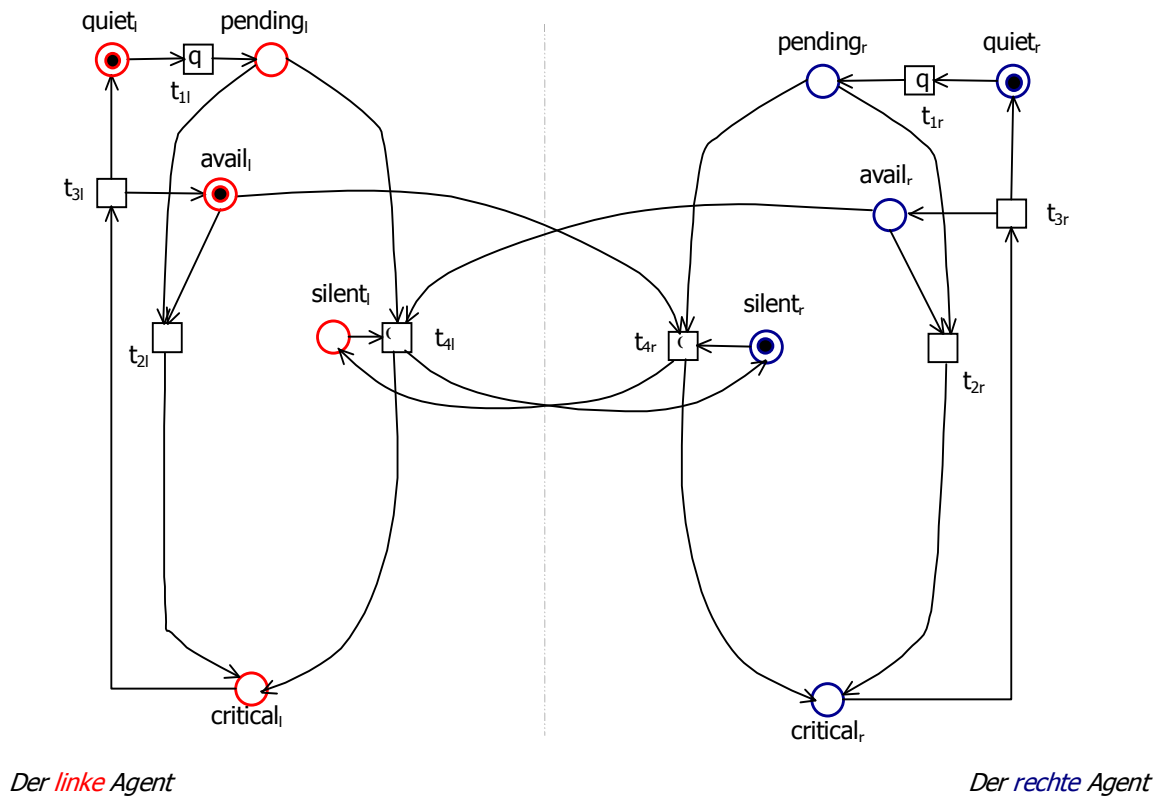 quietₗ
pendingₗ
q
t₁ₗ
pendingᵣ
quietᵣ
q
t₁ᵣ
availₗ
t₃ₗ
availᵣ
t₃ᵣ
silentₗ
t₄ₗ
t₂ₗ
silentᵣ
t₄ᵣ
t₂ᵣ
criticalₗ
criticalᵣ
Der linke Agent
Der rechte Agent